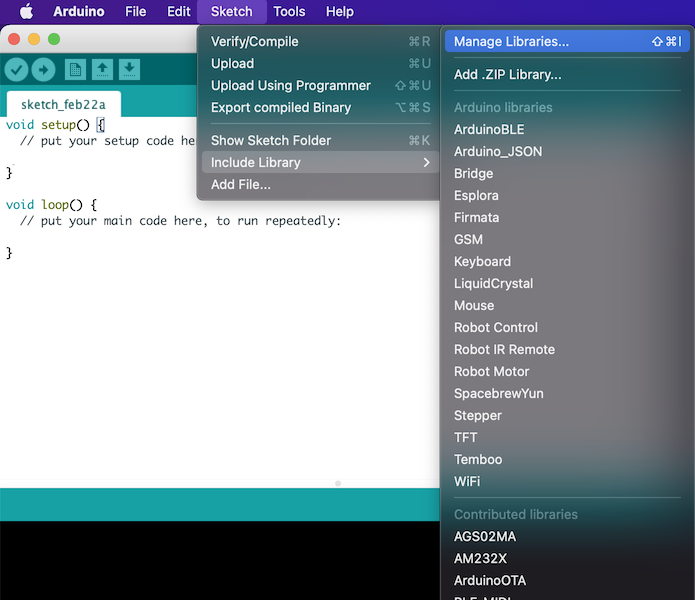 Arduino File Edit Sketch Tools Help
sketch_feb22a
void setup() {
// put your setup code he
}
void loop() {
// put your main code here, to run repeatedly:
}
Verify/Compile ⌘R
Upload ⌘U
Upload Using Programmer ⇧⌘U
Export compiled Binary ⌥⌘S
Show Sketch Folder ⌘K
Include Library
Add File...
Manage Libraries... ⇧⌘I
Add .ZIP Library...
Arduino libraries
ArduinoBLE
Arduino_JSON
Bridge
Esplora
Firmata
GSM
Keyboard
LiquidCrystal
Mouse
Robot Control
Robot IR Remote
Robot Motor
SpacebrewYun
Stepper
TFT
Temboo
WiFi
Contributed libraries
AGS02MA
AM232X
ArduinoOTA